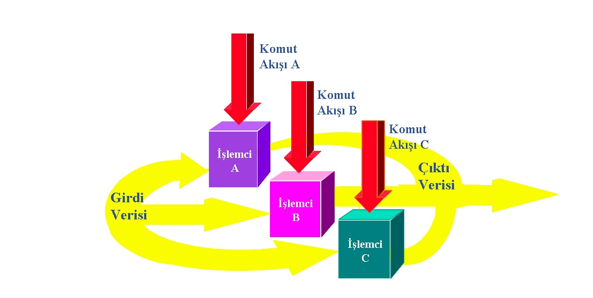 Komut
Akışı A
Komut
Akışı B
Komut
Akışı C
İşlemci
A
Çıktı
Verisi
Girdi
Verisi
İşlemci
B
İşlemci
C